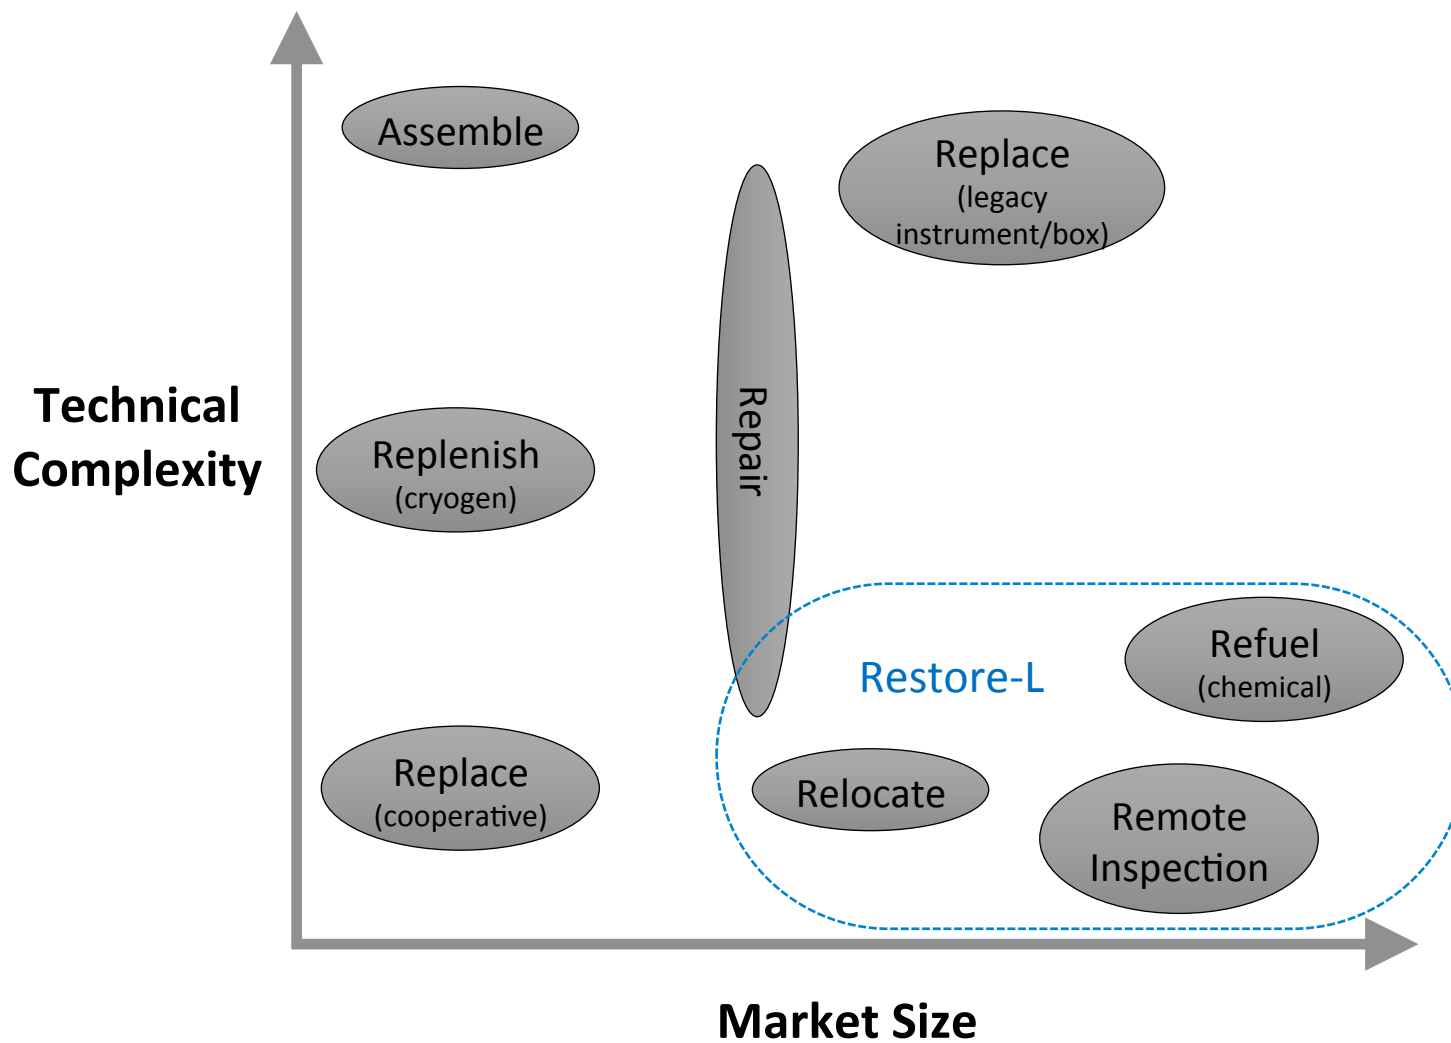 Assemble
Replace
(legacy
instrument/box)
Technical
Complexity
Replenish
(cryogen)
Repair
Restore-L
Refuel
(chemical)
Replace
(cooperative)
Relocate
Remote
Inspection
Market Size